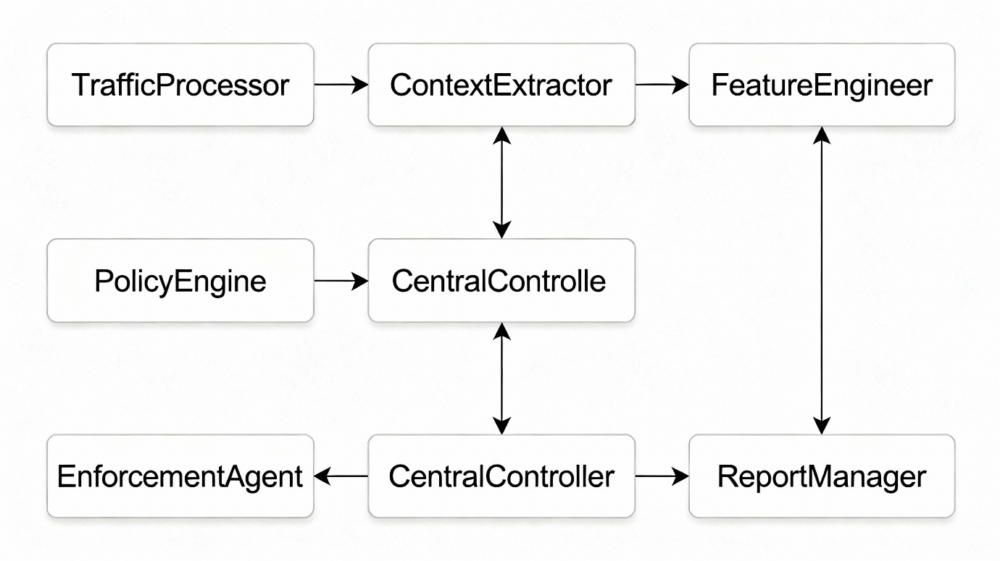 TrafficProcessor
ContextExtractor
FeatureEngineer
PolicyEngine
CentralControlle
EnforcementAgent
CentralController
ReportManager